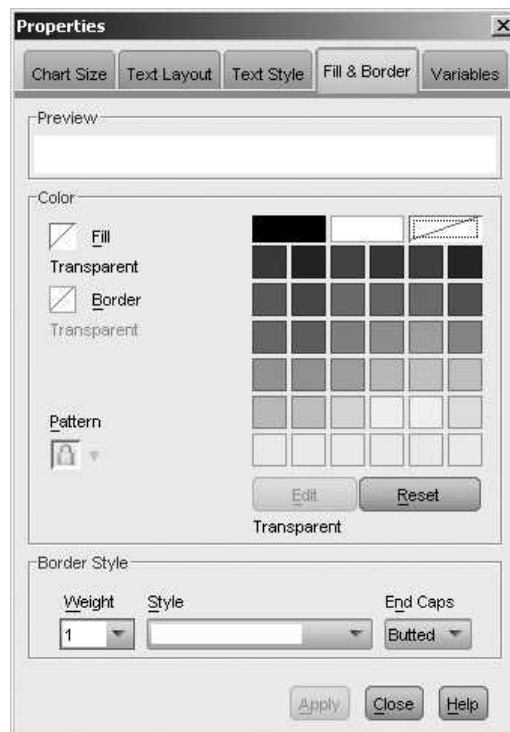 Properties
Chart Size Text Layout Text Style Fill & Border Variables
Preview
Color
Fill
Transparent
Border
Transparent
Pattern
Edit Reset
Transparent
Border Style
Weight Style End Caps
1 Butted
Apply Close Help